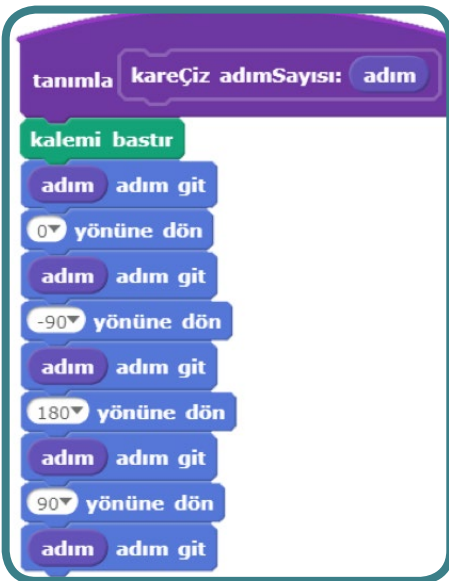 tanımla kareÇiz adımSayısı: adım
kalemi bastır
adım adım git
0 yönüne dön
adım adım git
-90 yönüne dön
adım adım git
180 yönüne dön
adım adım git
90 yönüne dön
adım adım git